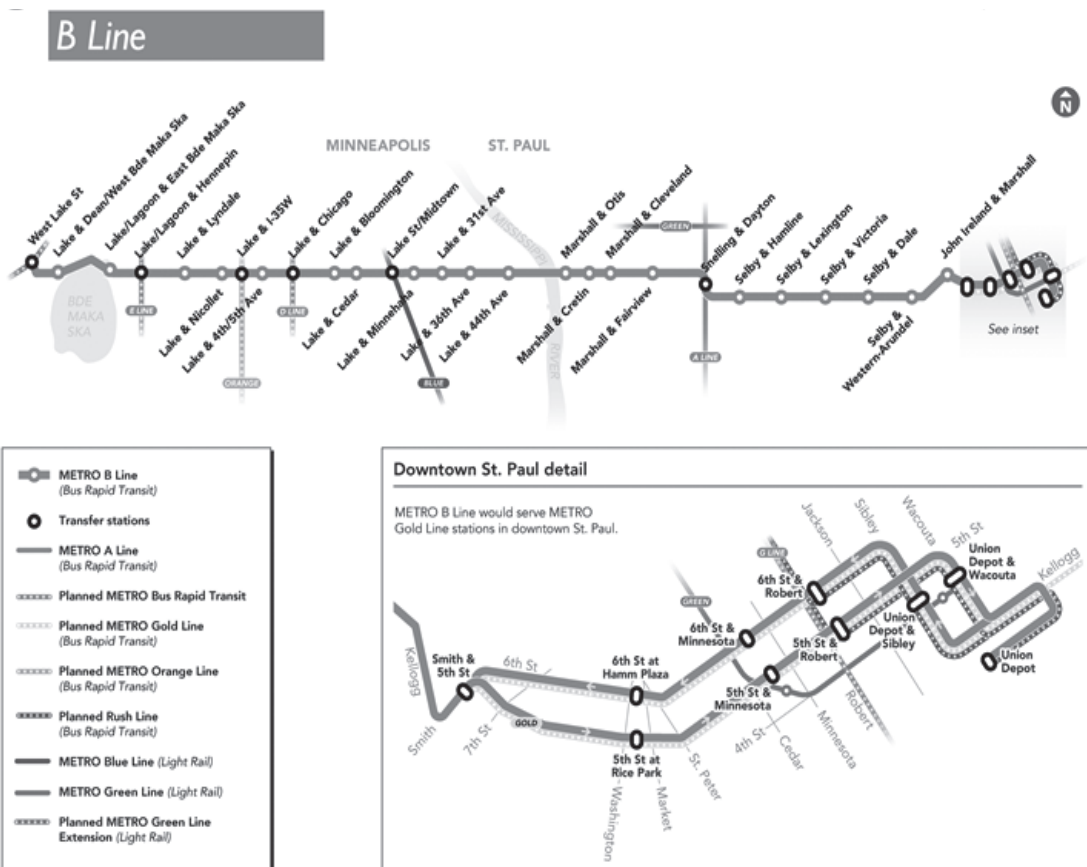 B Line
N
MINNEAPOLIS
ST. PAUL
West Lake St
Lake & Dean/West Bde Maka Ska
Lake/Lagoon & East Bde Maka Ska
Lake/Lagoon & Hennepin
Lake & Lyndale
Lake & I-35W
Lake & Chicago
Lake & Bloomington
Lake St/Midtown
Lake & 31st Ave
Marshall & Otis
Marshall & Cleveland
Snelling & Dayton
Selby & Hamline
Selby & Lexington
Selby & Victoria
Selby & Dale
John Ireland & Marshall
MISSISSIPPI
RIVER
GREEN
BDE
MAKA
SKA
E LINE
Lake & Nicollet
Lake & 4th/5th Ave
ORANGE
D LINE
Lake & Cedar
Lake & Minnehaha
BLUE
Lake & 36th Ave
Lake & 44th Ave
Marshall & Cretin
Marshall & Fairview
A LINE
Selby &
Western-Arundel
See inset
METRO B Line
(Bus Rapid Transit)
Transfer stations
METRO A Line
(Bus Rapid Transit)
Planned METRO Bus Rapid Transit
Planned METRO Gold Line
(Bus Rapid Transit)
Planned METRO Orange Line
(Bus Rapid Transit)
Planned Rush Line
(Bus Rapid Transit)
METRO Blue Line (Light Rail)
METRO Green Line (Light Rail)
Planned METRO Green Line
Extension (Light Rail)
Downtown St. Paul detail
METRO B Line would serve METRO
Gold Line stations in downtown St. Paul.
Jackson
Sibley
Wacouta
5th St
Kellogg
G LINE
GREEN
Union
Depot &
Wacouta
6th St &
Robert
6th St &
Minnesota
5th St &
Robert
Union
Depot &
Sibley
Union
Depot
Kellogg
Smith &
5th St
6th St
6th St at
Hamm Plaza
5th St &
Minnesota
Smith
7th St
GOLD
5th St at
Rice Park
4th St
Cedar
Minnesota
Robert
St. Peter
Market
Washington